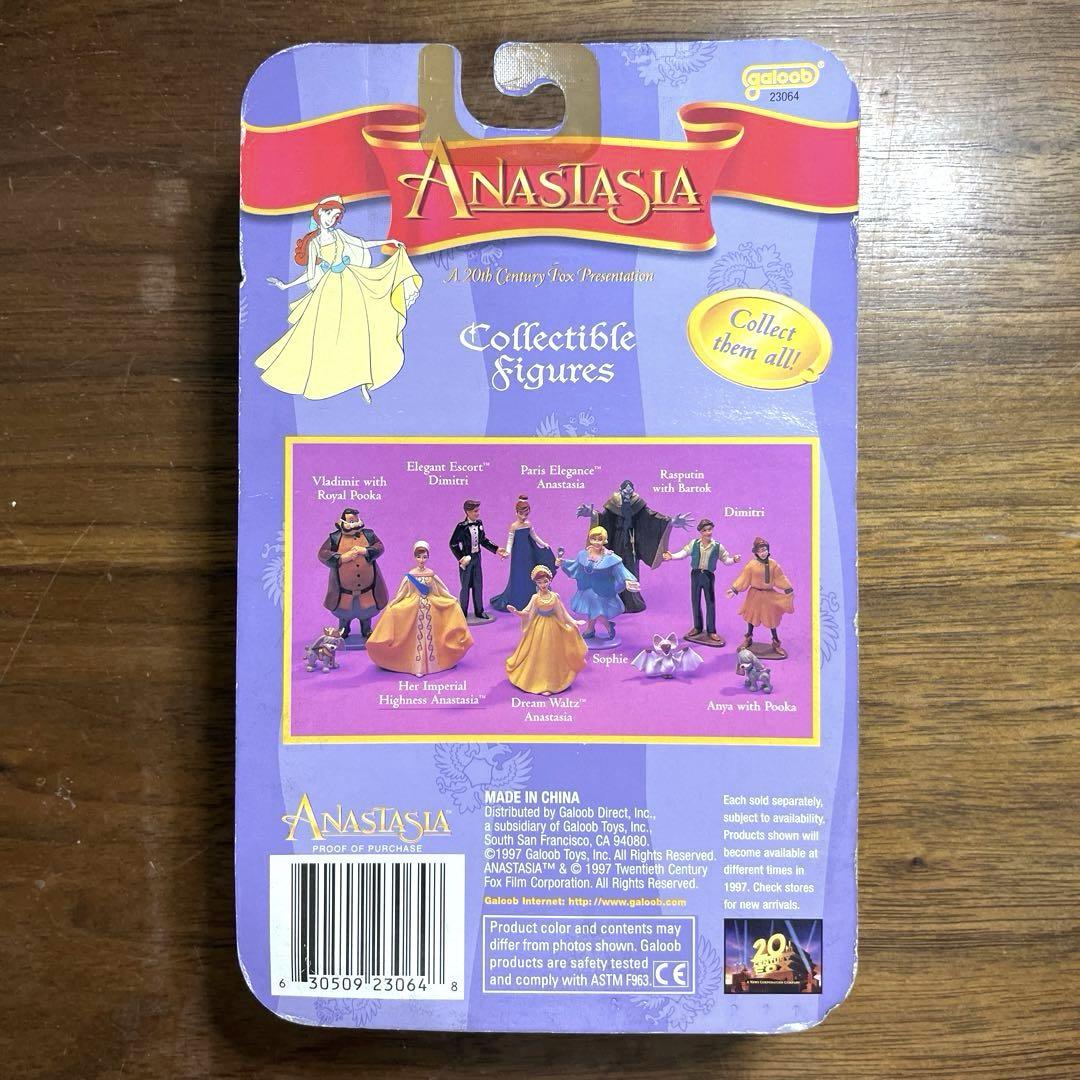 galoob®
23064
ANASTASIA
A 20th Century Fox Presentation
Collectible
Figures
Collect
them all!
Vladimir with
Royal Pooka
Elegant Escort™
Dimitri
Paris Elegance™
Anastasia
Rasputin
with Bartok
Dimitri
Her Imperial
Highness Anastasia™
Dream Waltz™
Anastasia
Sophie
Anya with Pooka
ANASTASIA™
PROOF OF PURCHASE
6 30509 23064 8
MADE IN CHINA
Distributed by Galoob Direct, Inc.,
a subsidiary of Galoob Toys, Inc.,
South San Francisco, CA 94080.
©1997 Galoob Toys, Inc. All Rights Reserved.
ANASTASIA™ & © 1997 Twentieth Century
Fox Film Corporation. All Rights Reserved.
Galoob Internet: http://www.galoob.com
Product color and contents may
differ from photos shown. Galoob
products are safety tested
and comply with ASTM F963. CE
Each sold separately,
subject to availability.
Products shown will
become available at
different times in
1997. Check stores
for new arrivals.
20th
CENTURY
FOX
A NEWS CORPORATION COMPANY